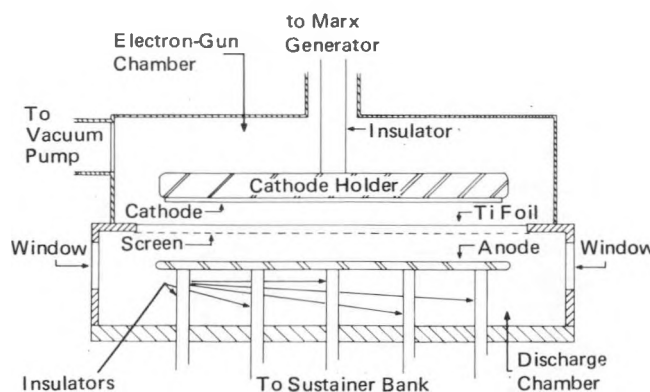 to Marx
Generator
Electron-Gun
Chamber
To
Vacuum
Pump
Insulator
Cathode Holder
Cathode
Ti Foil
Window
Screen
Anode
Window
Insulators
To Sustainer Bank
Discharge
Chamber